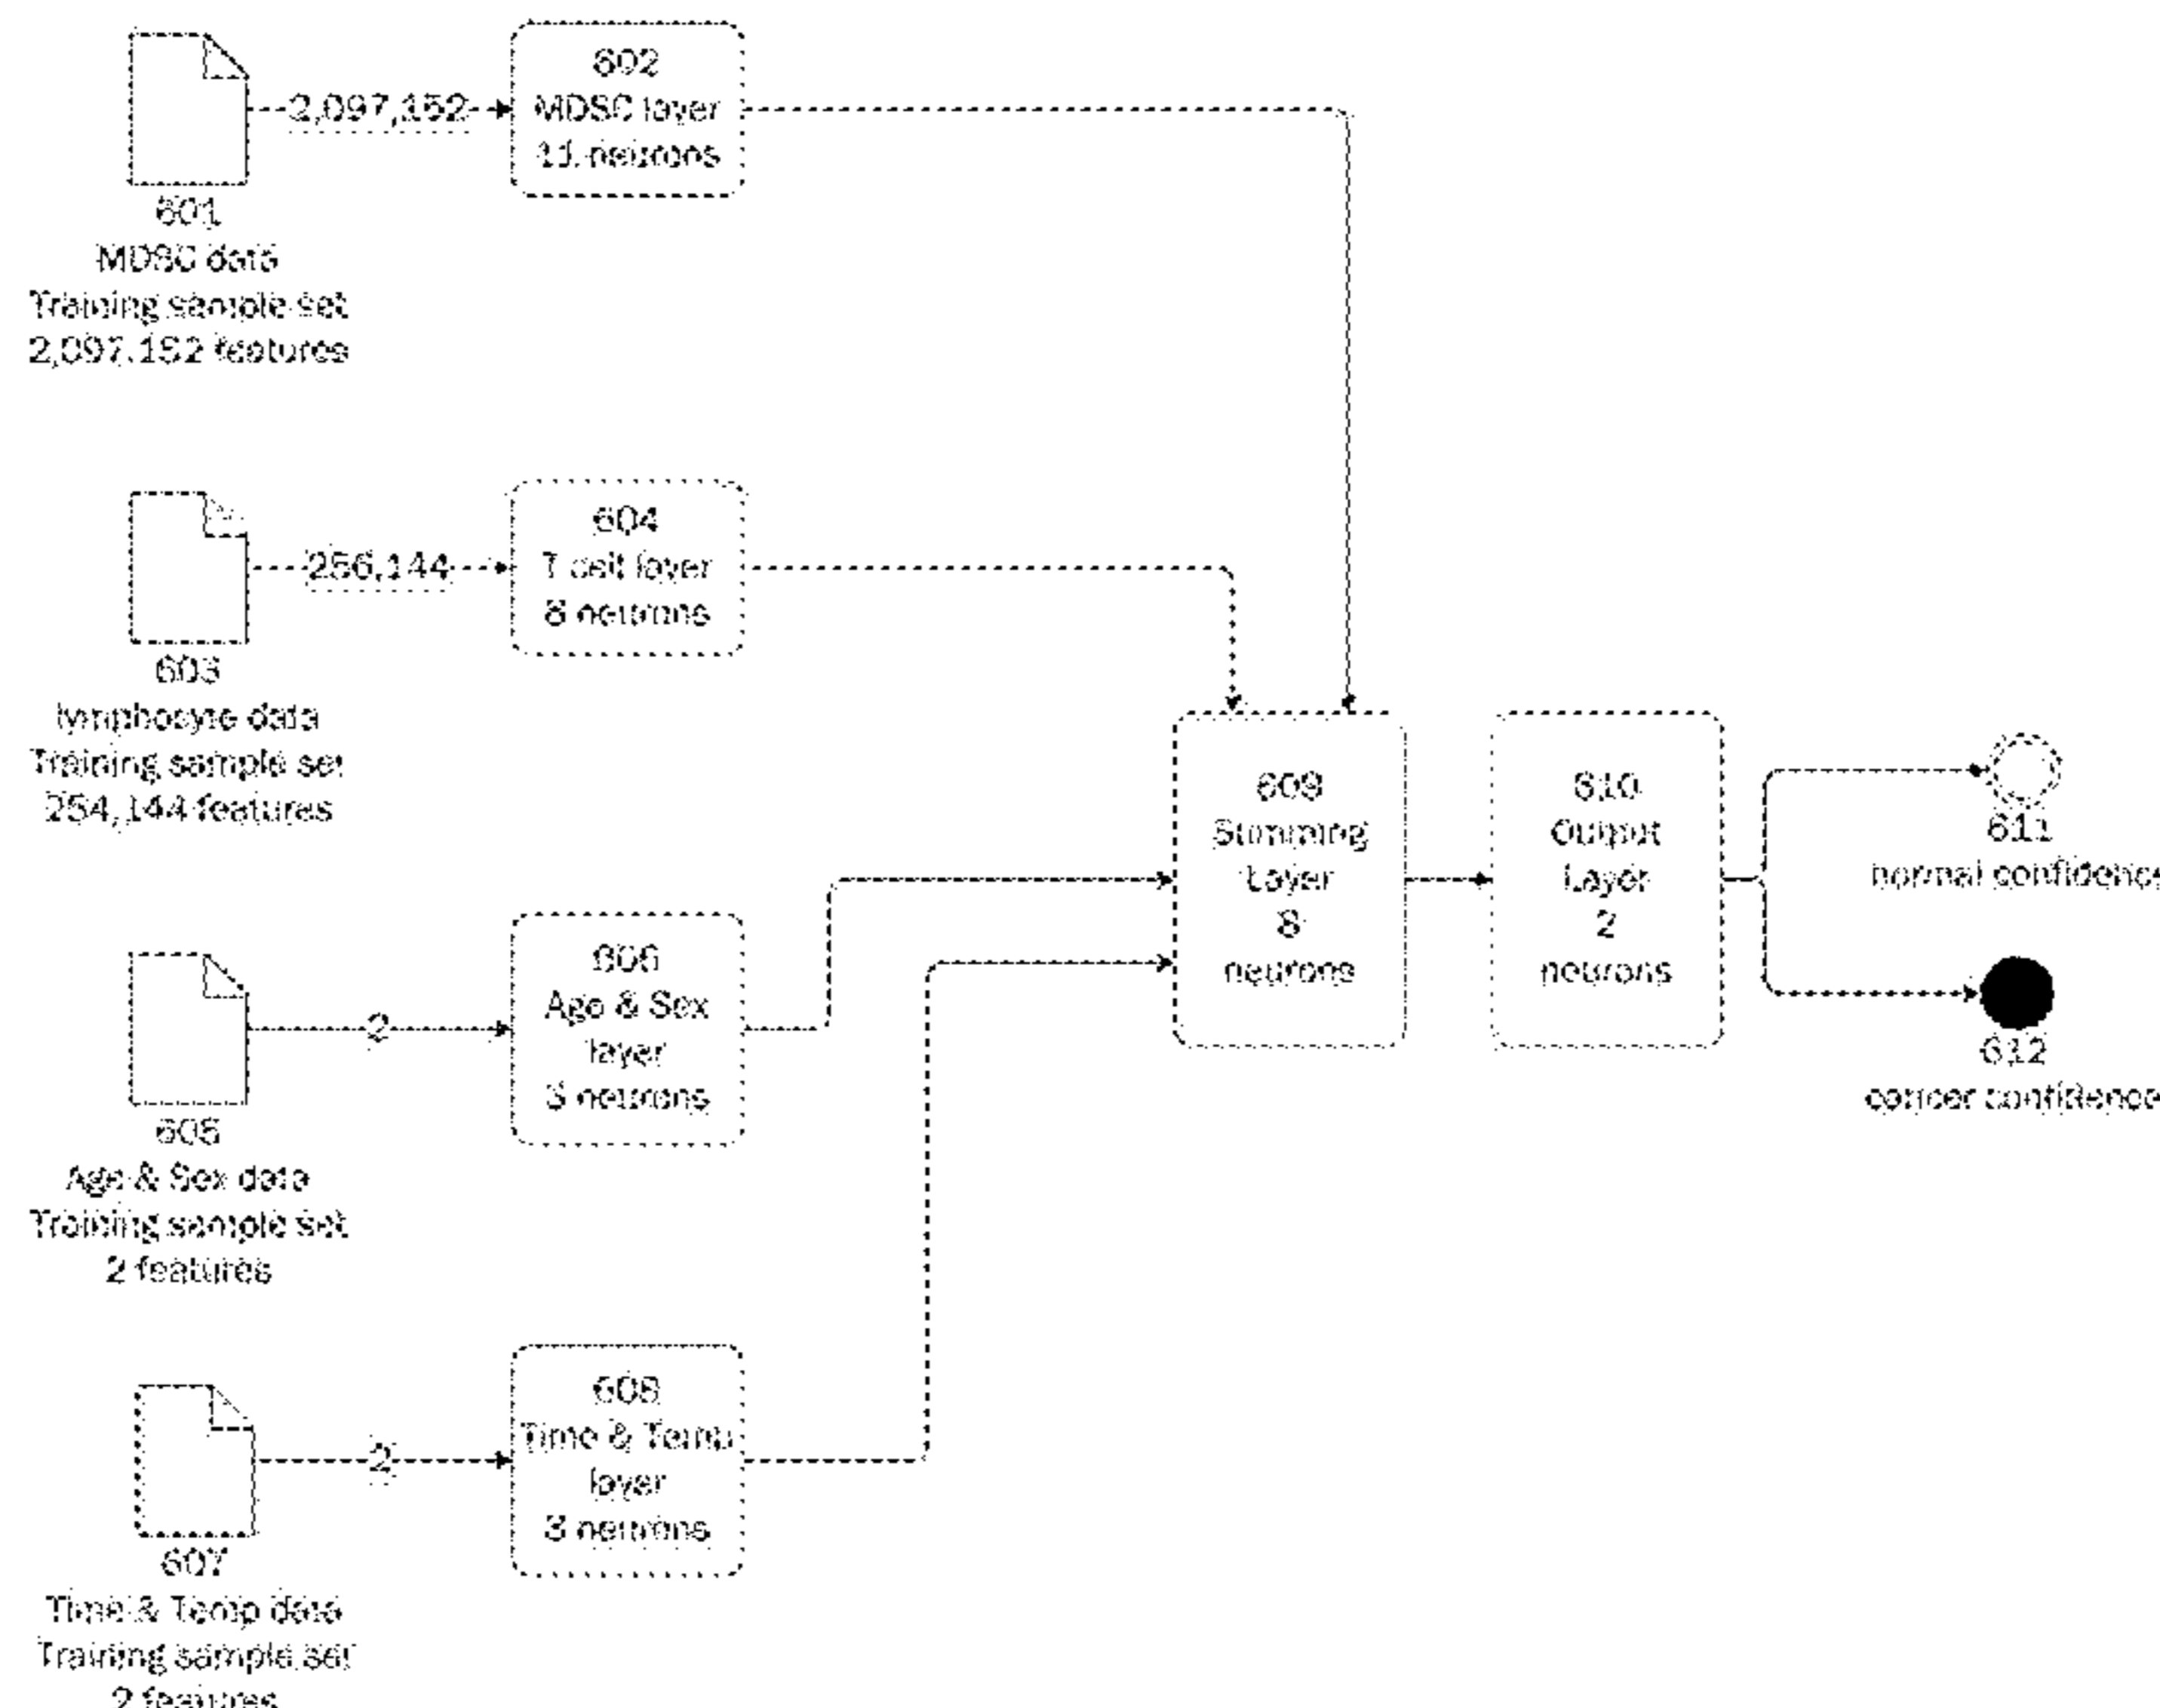 2,097,152
602
MDSC layer
11 neurons
601
MDSC data
Training sample set
2,097,152 features
256,144
604
T cell layer
8 neurons
603
lymphocyte data
Training sample set
254,144 features
2
606
Age & Sex
layer
3 neurons
605
Age & Sex data
Training sample set
2 features
2
608
Time & Temp
layer
3 neurons
607
Time & Temp data
Training sample set
2 features
609
Summing
Layer
8
neurons
610
Output
Layer
2
neurons
611
normal confidence
612
cancer confidence